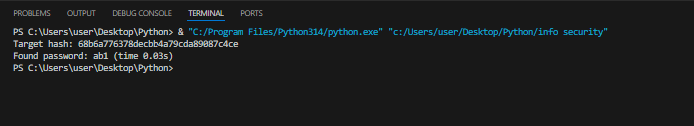 PROBLEMS OUTPUT DEBUG CONSOLE TERMINAL PORTS
PS C:\Users\user\Desktop\Python> & "C:/Program Files/Python314/python.exe" "c:/Users/user/Desktop/Python/info security"
Target hash: 68b6a776378decbb4a79cda89087c4ce
Found password: ab1 (time 0.03s)
PS C:\Users\user\Desktop\Python>